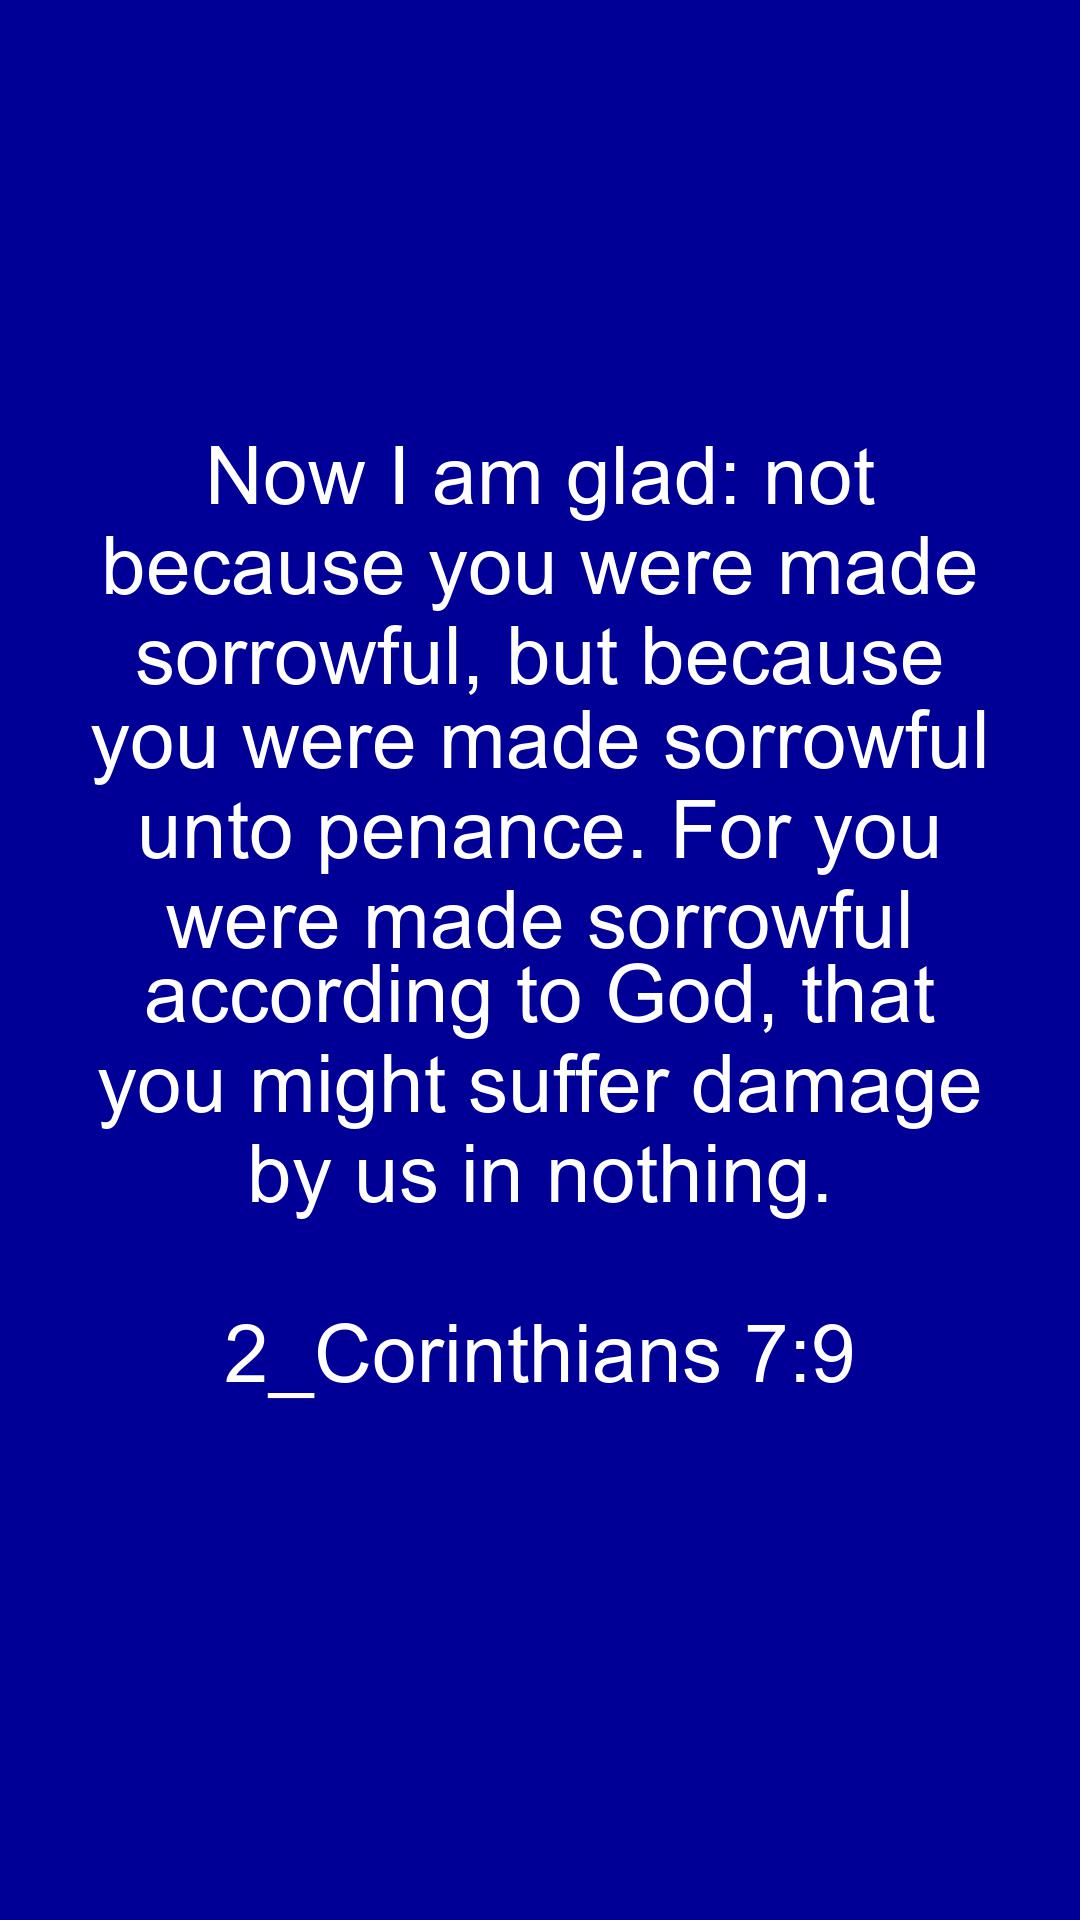 Now I am glad: not
because you were made
sorrowful, but because
you were made sorrowful
unto penance. For you
were made sorrowful
according to God, that
you might suffer damage
by us in nothing.
2_Corinthians 7:9